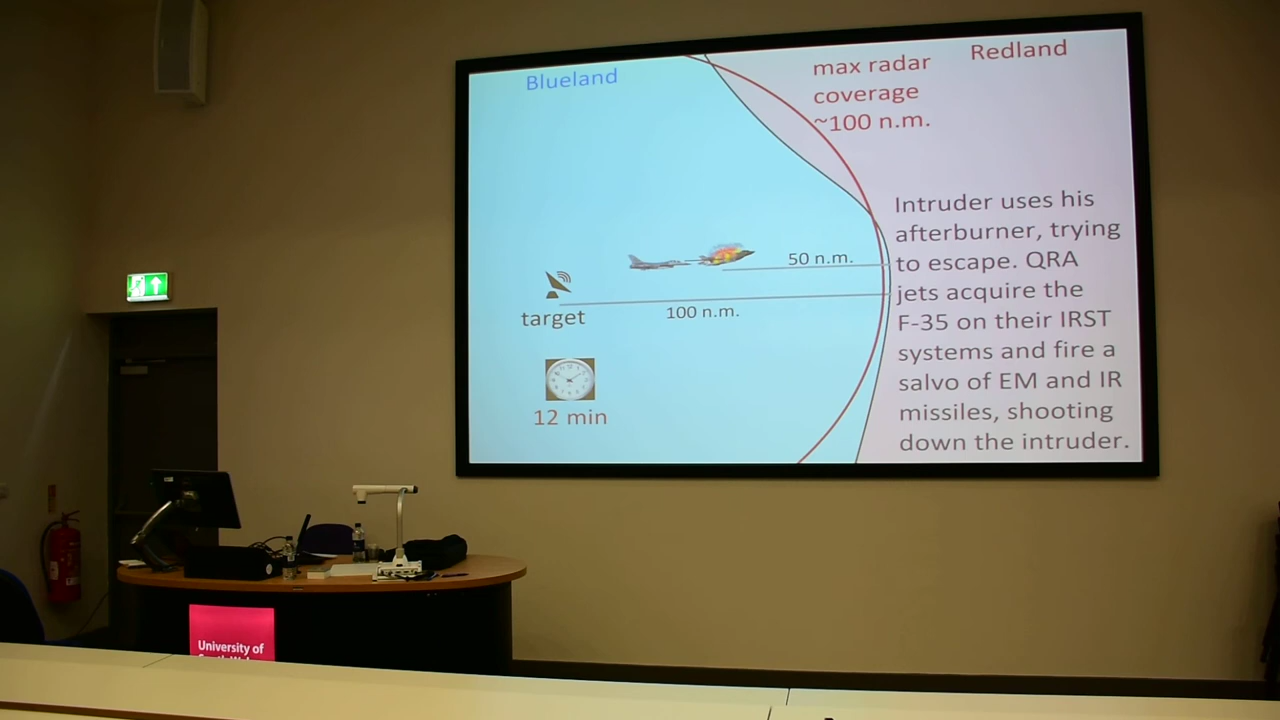 Blueland
max radar
coverage
~100 n.m.
Redland
Intruder uses his
afterburner, trying
to escape. QRA
jets acquire the
F-35 on their IRST
systems and fire a
salvo of EM and IR
missiles, shooting
down the intruder.
50 n.m.
100 n.m.
target
12 min
University of